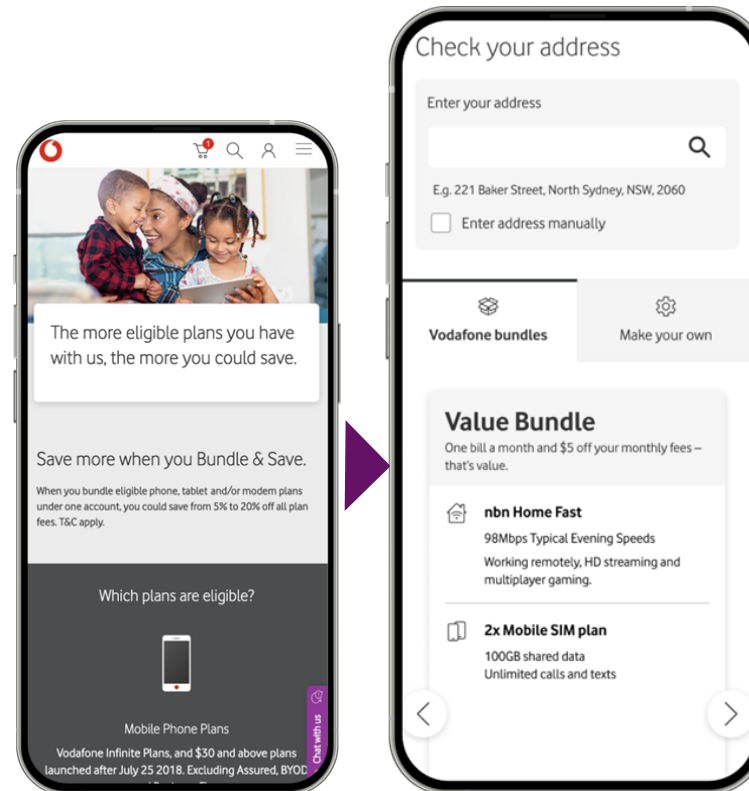 1
The more eligible plans you have
with us, the more you could save.
Save more when you Bundle & Save.
When you bundle eligible phone, tablet and/or modem plans
under one account, you could save from 5% to 20% off all plan
fees. T&C apply.
Which plans are eligible?
Chat with us
Mobile Phone Plans
Vodafone Infinite Plans, and $30 and above plans
launched after July 25 2018. Excluding Assured, BYOD
Check your address
Enter your address
E.g. 221 Baker Street, North Sydney, NSW, 2060
Enter address manually
Vodafone bundles
Make your own
Value Bundle
One bill a month and $5 off your monthly fees –
that's value.
nbn Home Fast
98Mbps Typical Evening Speeds
Working remotely, HD streaming and
multiplayer gaming.
2x Mobile SIM plan
100GB shared data
Unlimited calls and texts